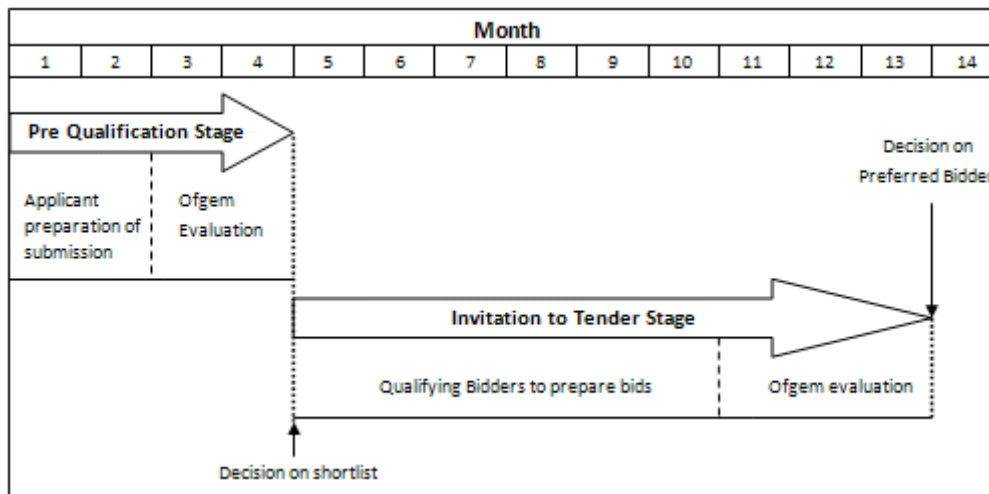 Month
1 2 3 4 5 6 7 8 9 10 11 12 13 14
Pre Qualification Stage
Decision on
Preferred Bidder
Applicant
preparation of
submission
Ofgem
Evaluation
Invitation to Tender Stage
Qualifying Bidders to prepare bids
Ofgem evaluation
Decision on shortlist